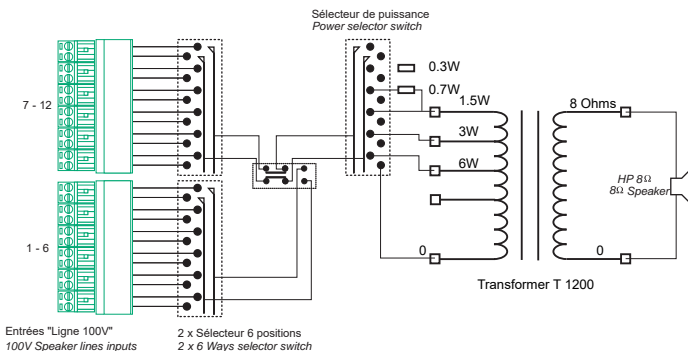 Sélecteur de puissance
Power selector switch
0.3W
0.7W
1.5W
8 Ohms
7 - 12
3W
6W
HP 8Ω
8Ω Speaker
1 - 6
0
0
Transformer T 1200
Entrées "Ligne 100V"
100V Speaker lines inputs
2 x Sélecteur 6 positions
2 x 6 Ways selector switch